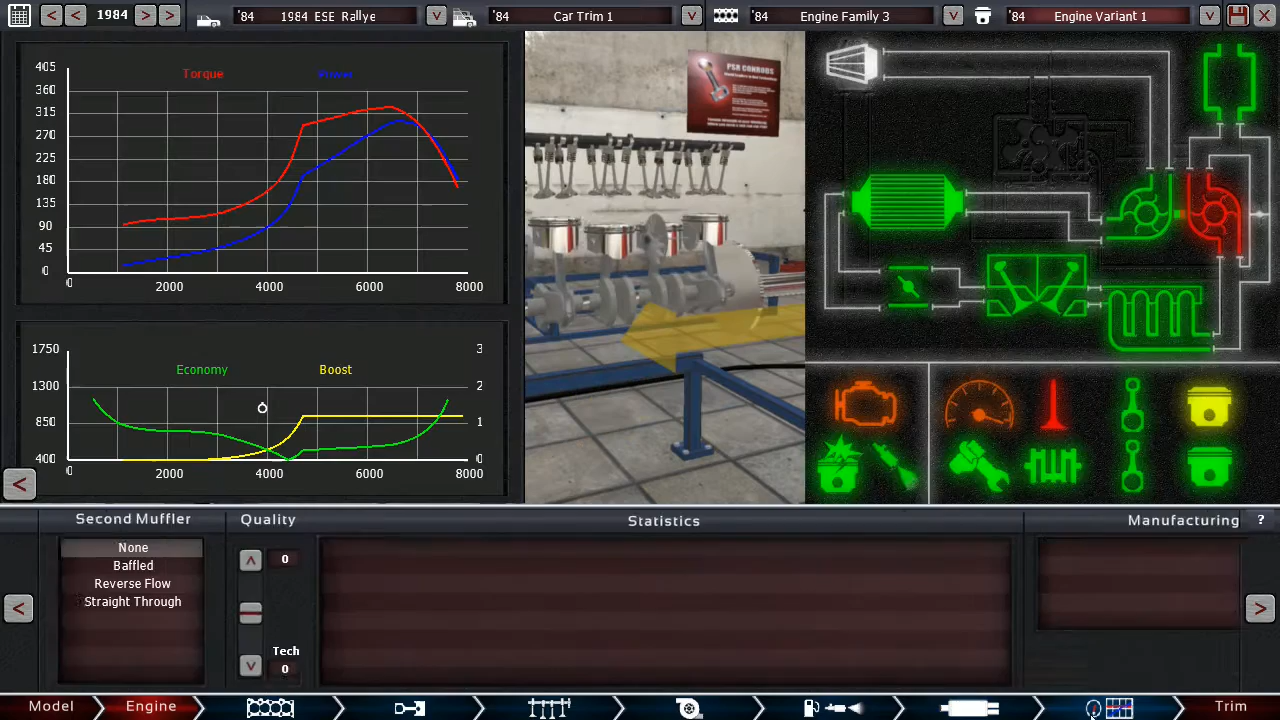 1984
'84 1984 ESE Rallye
'84 Car Trim 1
'84 Engine Family 3
'84 Engine Variant 1
Torque
Power
405
360
315
270
180
135
90
45
0
0 2000 4000 6000 8000
PSR CONRODS
Economy
Boost
1750
1300
850
400
3
2
1
0
0 2000 4000 6000 8000
Second Muffler
None
Baffled
Reverse Flow
Straight Through
Quality
0
Tech
0
Statistics
Manufacturing ?
Model
Engine
Trim